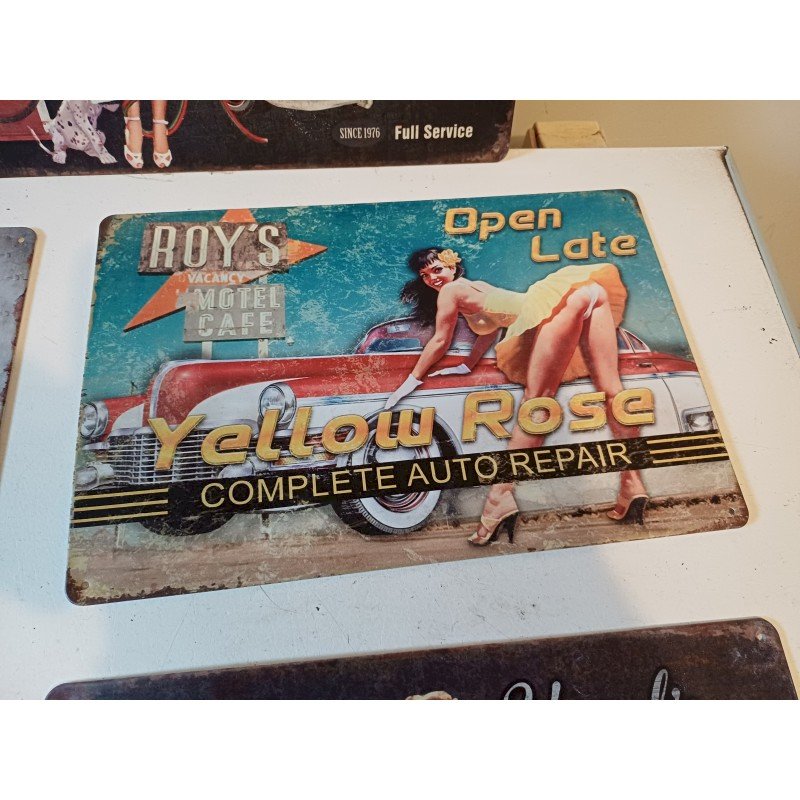 SINCE 1976 Full Service
ROY'S
VACANCY
MOTEL
CAFE
Open
Late
Yellow Rose
COMPLETE AUTO REPAIR